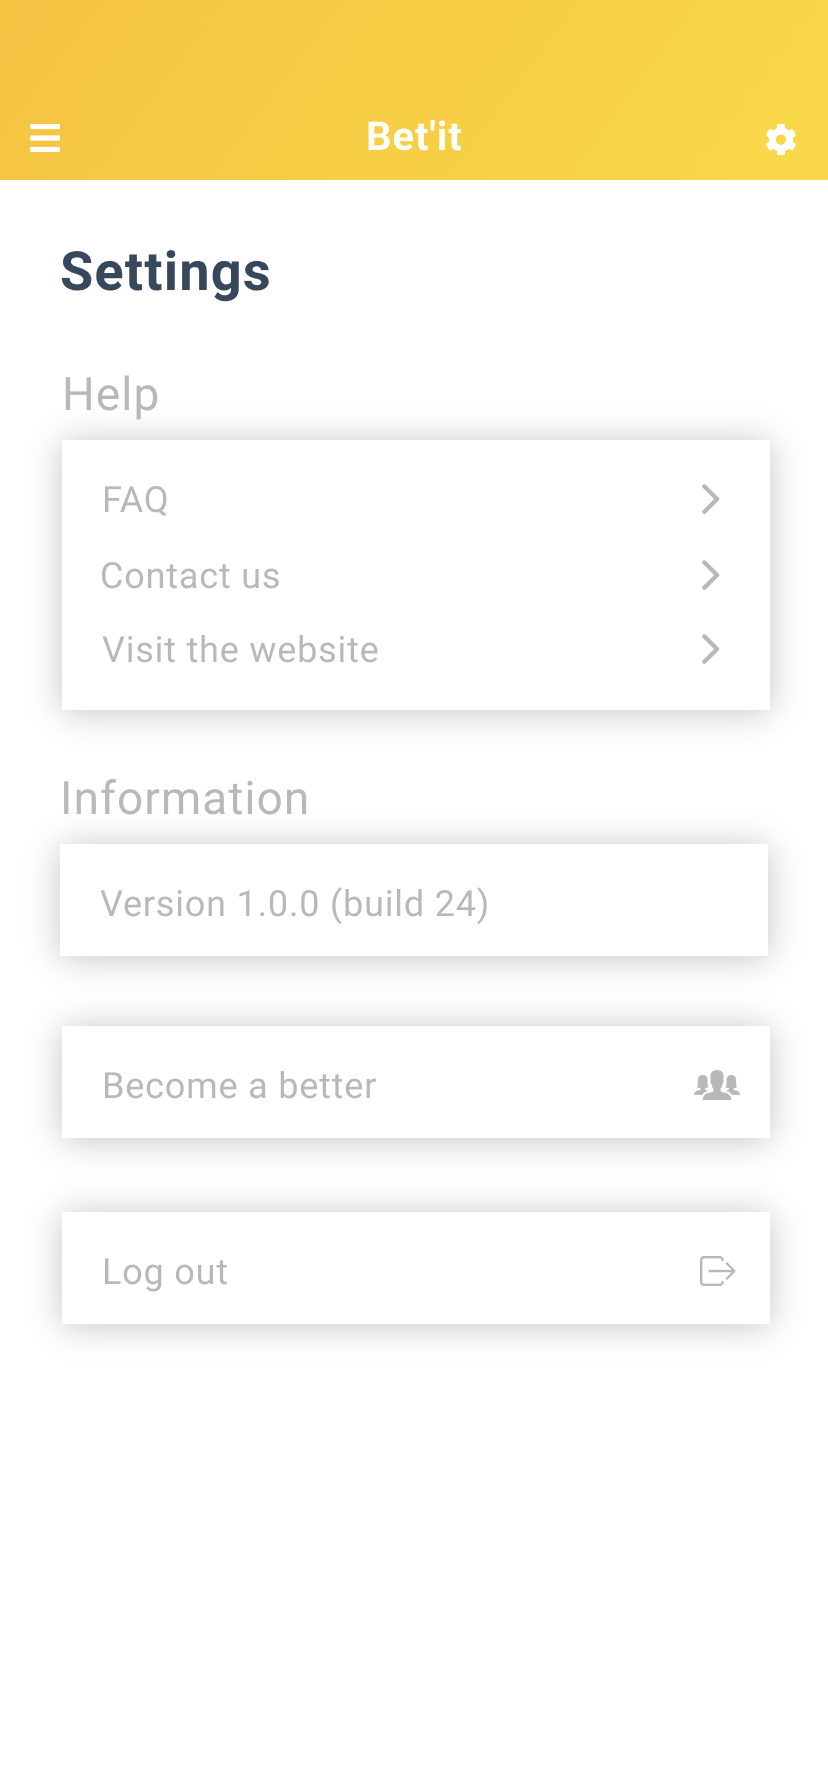 Bet'it
Settings
Help
FAQ
Contact us
Visit the website
Information
Version 1.0.0 (build 24)
Become a better
Log out